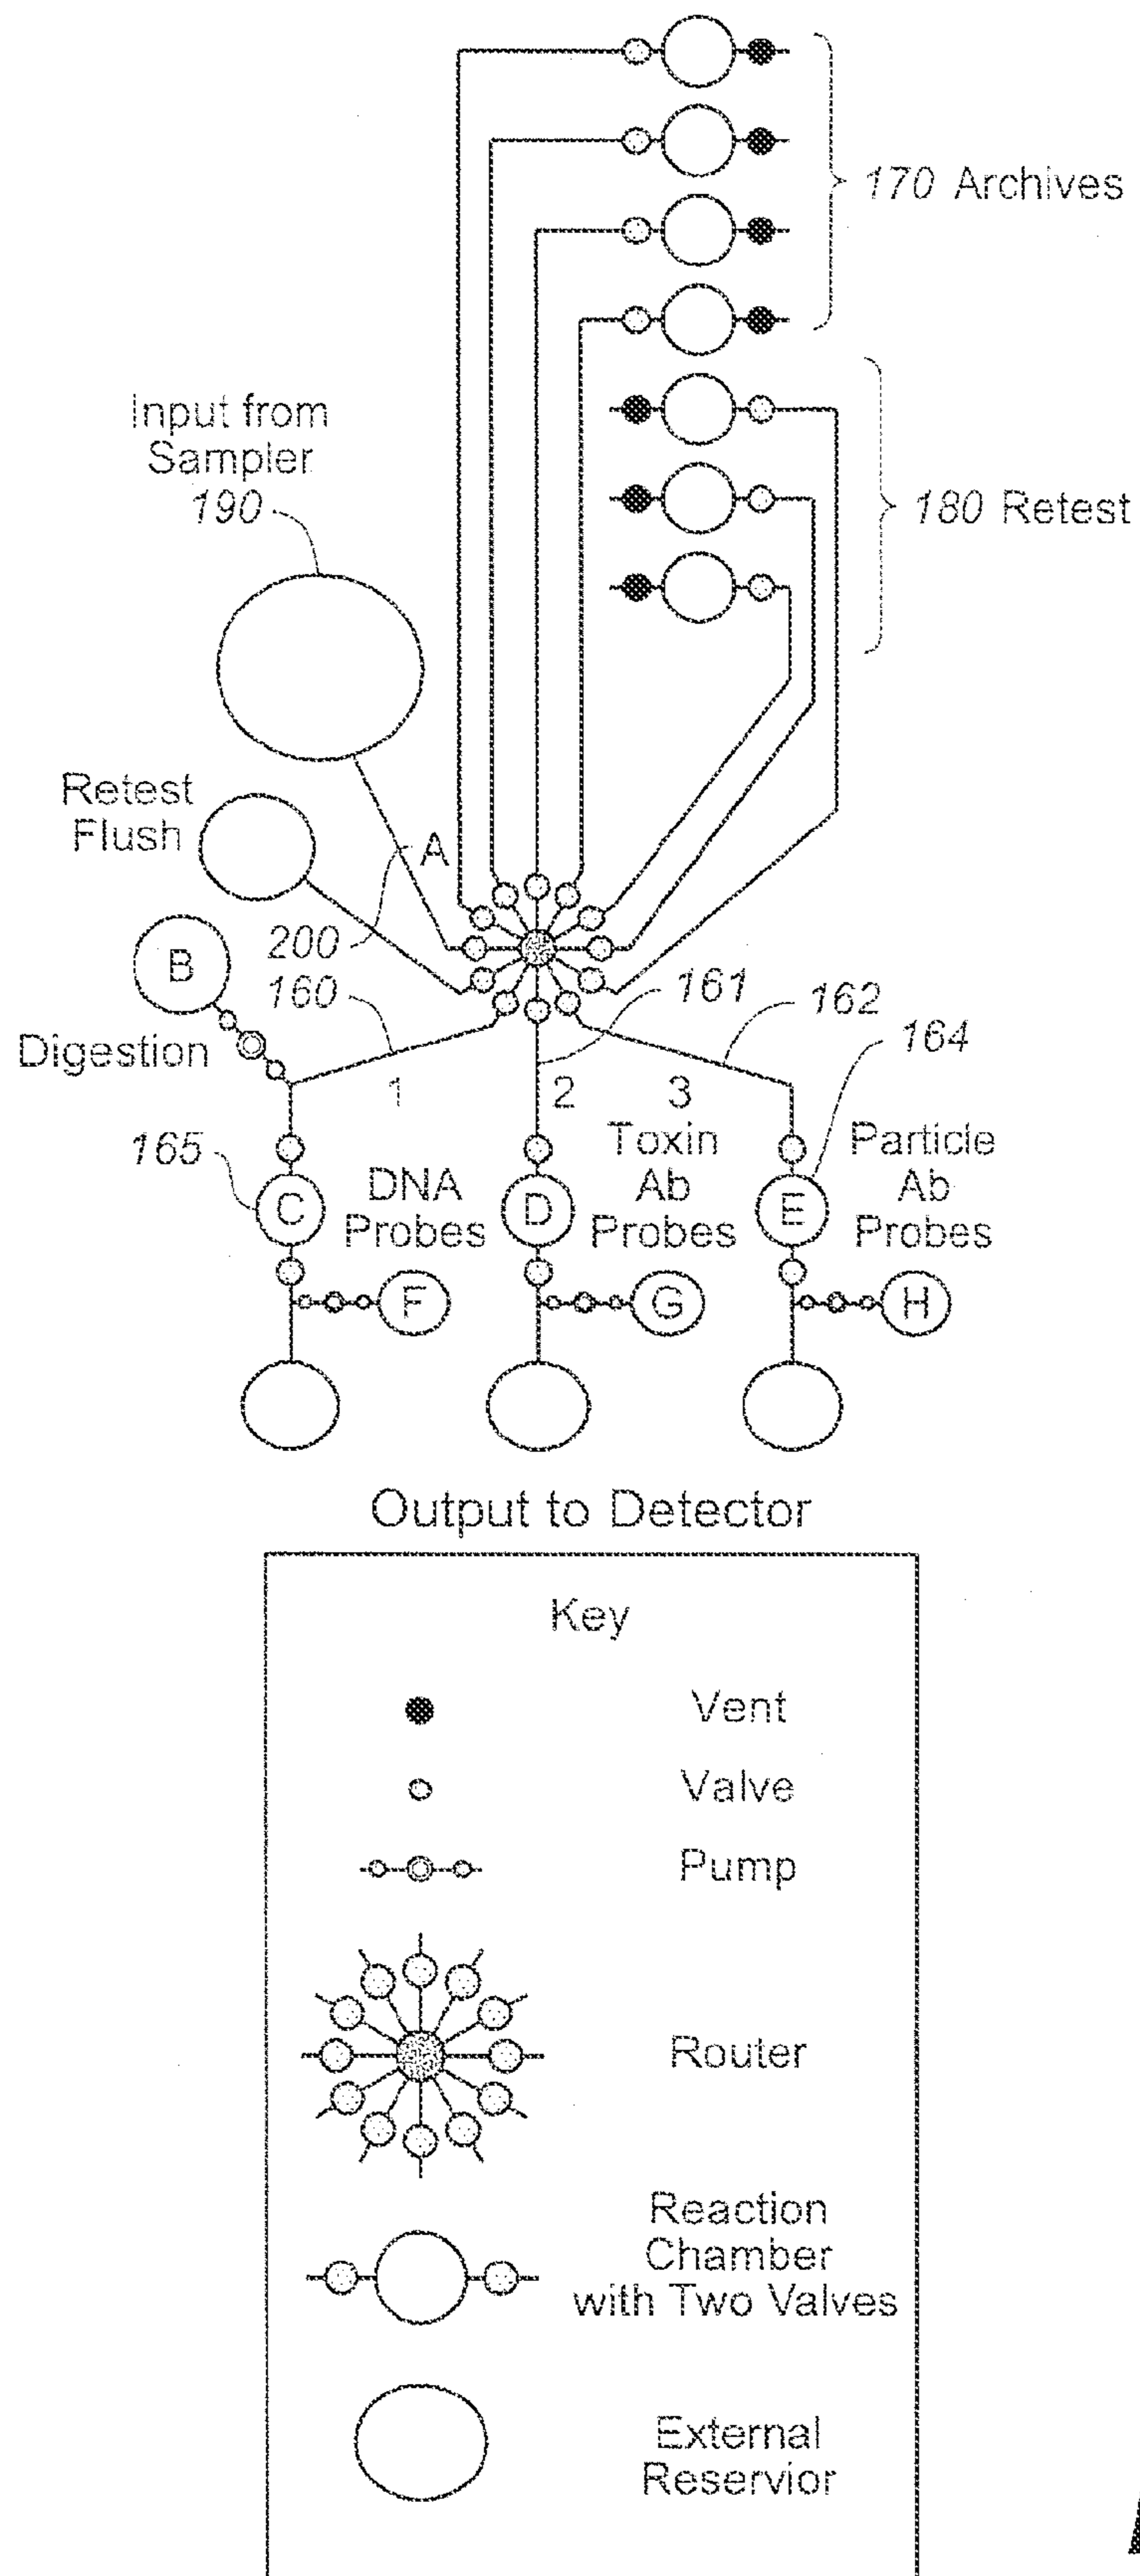 170 Archives
Input from
Sampler
190
180 Retest
Retest
Flush
A
200
160
B
Digestion
161
162
164
1
2
3
165
C
DNA
Probes
D
Toxin
Ab
Probes
E
Particle
Ab
Probes
F
G
H
Output to Detector
Key
Vent
Valve
Pump
Router
Reaction
Chamber
with Two Valves
External
Reservior